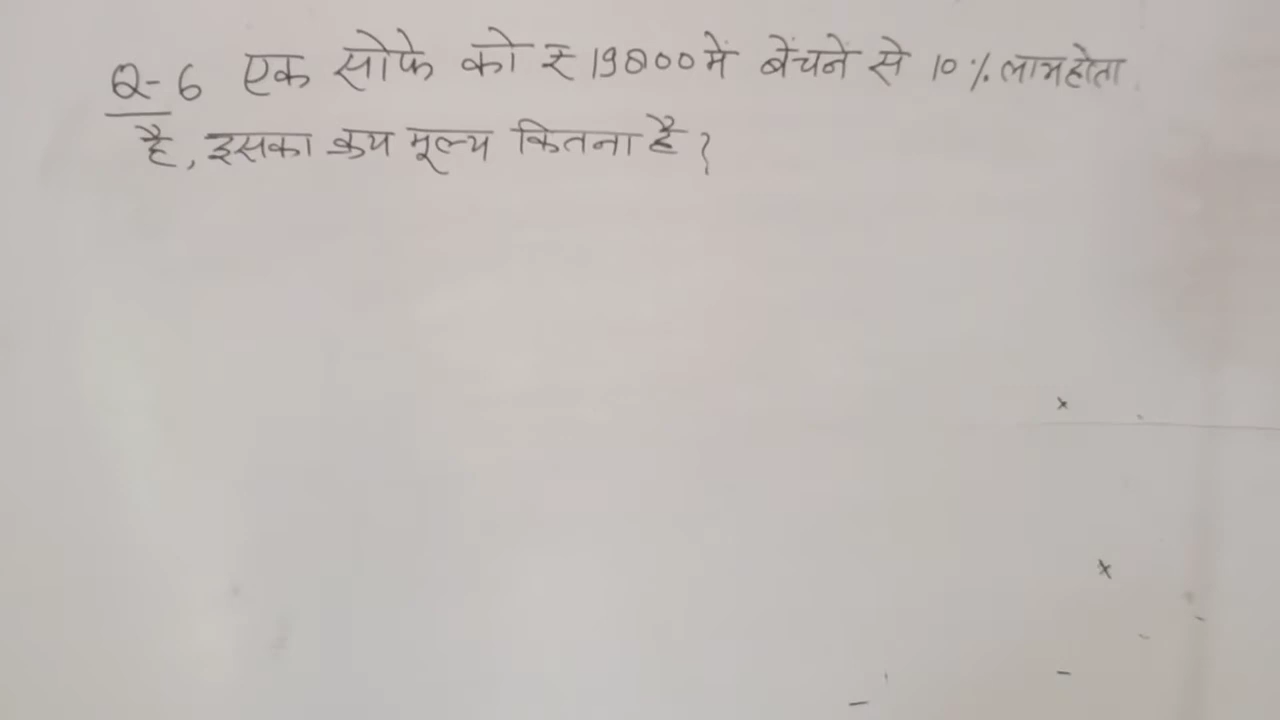 Q-6 एक सोफे को ₹19800 में बेंचने से 10% लाभ होता
है, इसका क्रय मूल्य कितना है?